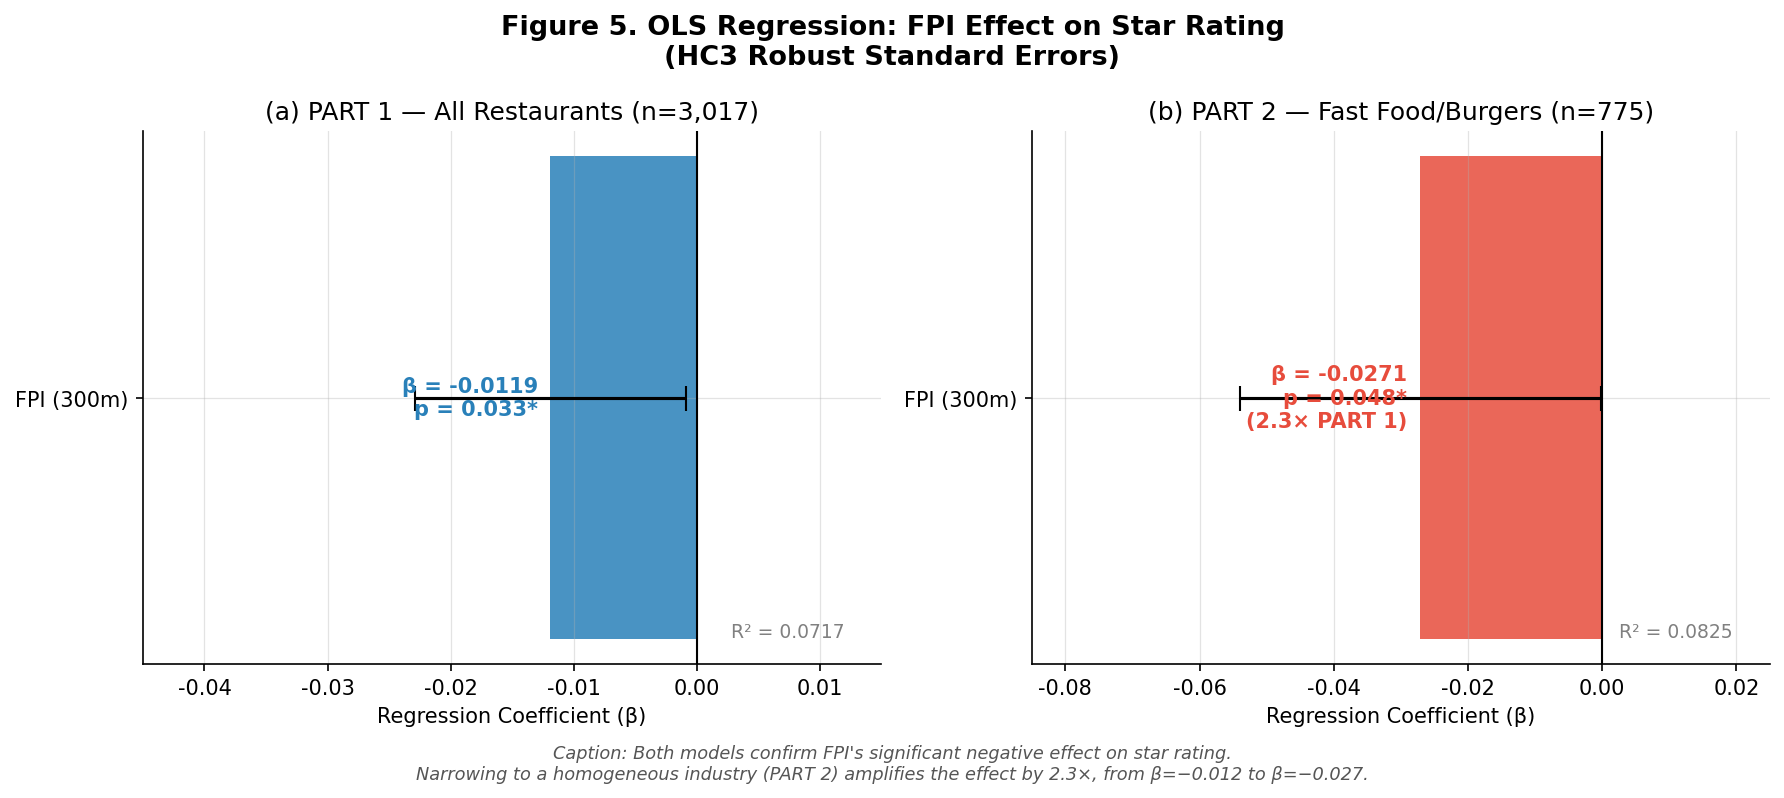 Figure 5. OLS Regression: FPI Effect on Star Rating
(HC3 Robust Standard Errors)
(a) PART 1 — All Restaurants (n=3,017)
FPI (300m)
β = -0.0119
p = 0.033*
R² = 0.0717
-0.04 -0.03 -0.02 -0.01 0.00 0.01
Regression Coefficient (β)
(b) PART 2 — Fast Food/Burgers (n=775)
FPI (300m)
β = -0.0271
p = 0.048*
(2.3× PART 1)
R² = 0.0825
-0.08 -0.06 -0.04 -0.02 0.00 0.02
Regression Coefficient (β)
Caption: Both models confirm FPI's significant negative effect on star rating.
Narrowing to a homogeneous industry (PART 2) amplifies the effect by 2.3×, from β=−0.012 to β=−0.027.